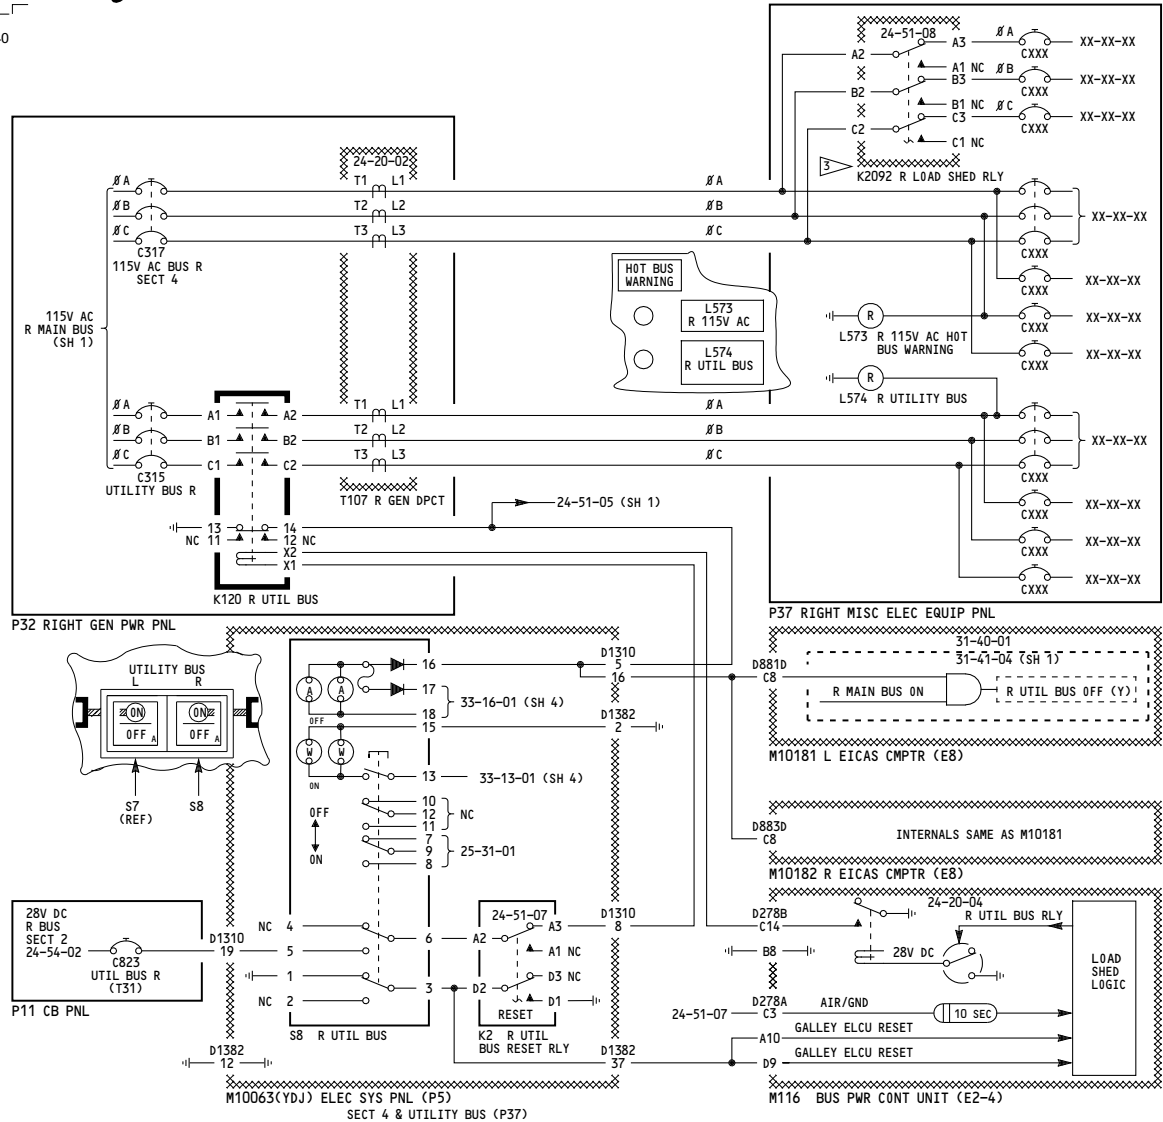 24-51-08
A2
A3
ØA
CXXX
XX-XX-XX
A1 NC
B2
B3
ØB
CXXX
XX-XX-XX
B1 NC
C2
C3
ØC
CXXX
XX-XX-XX
C1 NC
3
K2092 R LOAD SHED RLY
24-20-02
ØA
T1 L1
ØA
ØB
T2 L2
ØB
XX-XX-XX
ØC
T3 L3
ØC
C317
115V AC BUS R
SECT 4
CXXX
HOT BUS
WARNING
CXXX
XX-XX-XX
115V AC
R MAIN BUS
(SH 1)
L573
R 115V AC
R
L573 R 115V AC HOT
BUS WARNING
CXXX
XX-XX-XX
L574
R UTIL BUS
CXXX
XX-XX-XX
R
L574 R UTILITY BUS
ØA
A1
A2
T1 L1
ØA
ØB
B1
B2
T2 L2
ØB
XX-XX-XX
ØC
C1
C2
T3 L3
ØC
C315
UTILITY BUS R
CXXX
T107 R GEN DPCT
24-51-05 (SH 1)
CXXX
XX-XX-XX
13
14
NC 11
12 NC
X2
X1
CXXX
XX-XX-XX
CXXX
XX-XX-XX
K120 R UTIL BUS
P32 RIGHT GEN PWR PNL
P37 RIGHT MISC ELEC EQUIP PNL
UTILITY BUS
L R
ON
OFF A
ON
OFF A
S7
(REF)
S8
A
A
OFF
W
W
ON
16
17
18
33-16-01 (SH 4)
15
13
33-13-01 (SH 4)
10
12
11
NC
7
9
8
25-31-01
OFF
ON
D1310
5
16
D1382
2
D881D
C8
31-40-01
31-41-04 (SH 1)
R MAIN BUS ON
R UTIL BUS OFF (Y)
M10181 L EICAS CMPTR (E8)
D883D
C8
INTERNALS SAME AS M10181
M10182 R EICAS CMPTR (E8)
28V DC
R BUS
SECT 2
24-54-02
C823
UTIL BUS R
(T31)
P11 CB PNL
D1310
19
NC 4
5
6
1
3
NC 2
S8 R UTIL BUS
24-51-07
A2
A3
A1 NC
D2
D3 NC
D1
RESET
K2 R UTIL
BUS RESET RLY
D1310
8
D1382
12
D1382
37
M10063(YDJ) ELEC SYS PNL (P5)
SECT 4 & UTILITY BUS (P37)
D278B
C14
24-20-04
R UTIL BUS RLY
B8
28V DC
LOAD
SHED
LOGIC
D278A
24-51-07
C3
AIR/GND
10 SEC
A10
GALLEY ELCU RESET
D9
GALLEY ELCU RESET
M116 BUS PWR CONT UNIT (E2-4)